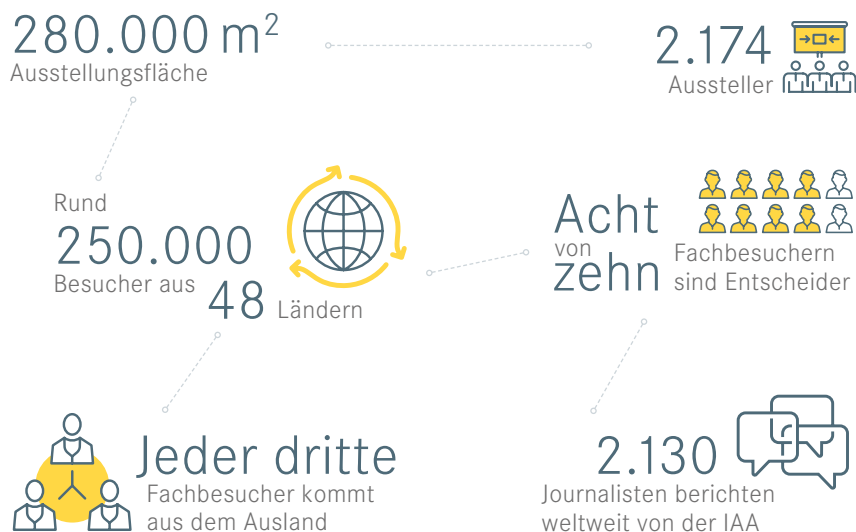 280.000 m²
Ausstellungsfläche
2.174
Aussteller
Rund
250.000
Besucher aus 48 Ländern
Acht
von
zehn
Fachbesuchern
sind Entscheider
Jeder dritte
Fachbesucher kommt
aus dem Ausland
2.130
Journalisten berichten
weltweit von der IAA